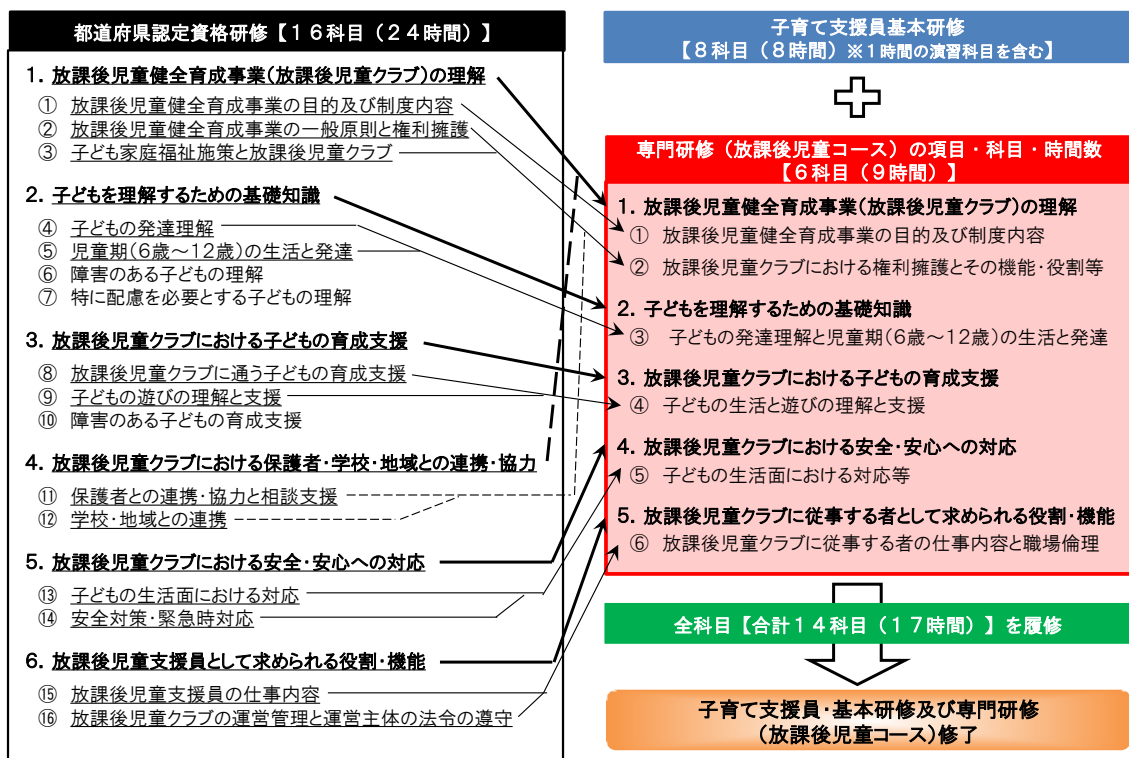 都道府県認定資格研修【１６科目（２４時間）】
1．放課後児童健全育成事業(放課後児童クラブ)の理解
① 放課後児童健全育成事業の目的及び制度内容
② 放課後児童健全育成事業の一般原則と権利擁護
③ 子ども家庭福祉施策と放課後児童クラブ
2．子どもを理解するための基礎知識
④ 子どもの発達理解
⑤ 児童期(6歳～12歳)の生活と発達
⑥ 障害のある子どもの理解
⑦ 特に配慮を必要とする子どもの理解
3．放課後児童クラブにおける子どもの育成支援
⑧ 放課後児童クラブに通う子どもの育成支援
⑨ 子どもの遊びの理解と支援
⑩ 障害のある子どもの育成支援
4．放課後児童クラブにおける保護者・学校・地域との連携・協力
⑪ 保護者との連携・協力と相談支援
⑫ 学校・地域との連携
5．放課後児童クラブにおける安全・安心への対応
⑬ 子どもの生活面における対応
⑭ 安全対策・緊急時対応
6．放課後児童支援員として求められる役割・機能
⑮ 放課後児童支援員の仕事内容
⑯ 放課後児童クラブの運営管理と運営主体の法令の遵守
子育て支援員基本研修
【８科目（８時間）※１時間の演習科目を含む】
専門研修（放課後児童コース）の項目・科目・時間数
【６科目（９時間）】
1．放課後児童健全育成事業(放課後児童クラブ)の理解
① 放課後児童健全育成事業の目的及び制度内容
② 放課後児童クラブにおける権利擁護とその機能・役割等
2．子どもを理解するための基礎知識
③ 子どもの発達理解と児童期(6歳～12歳)の生活と発達
3．放課後児童クラブにおける子どもの育成支援
④ 子どもの生活と遊びの理解と支援
4．放課後児童クラブにおける安全・安心への対応
⑤ 子どもの生活面における対応等
5．放課後児童クラブに従事する者として求められる役割・機能
⑥ 放課後児童クラブに従事する者の仕事内容と職場倫理
全科目【合計１４科目（１７時間）】を履修
子育て支援員・基本研修及び専門研修
(放課後児童コース)修了